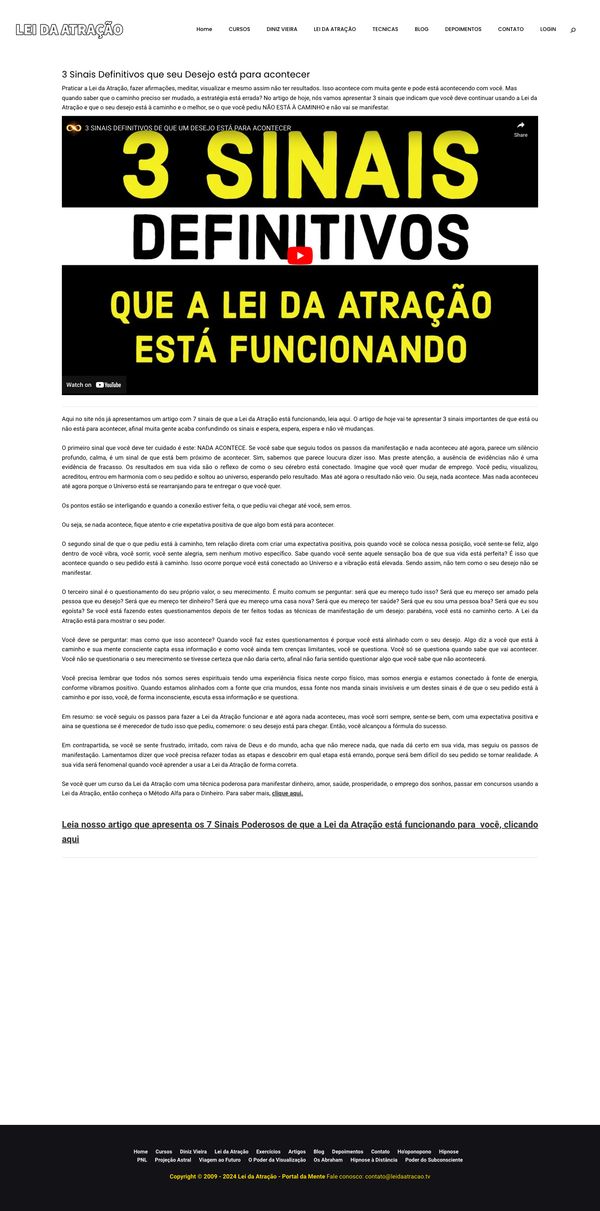 LEI DA ATRAÇÃO
Home CURSOS DINIZ VIEIRA LEI DA ATRAÇÃO TECNICAS BLOG DEPOIMENTOS CONTATO LOGIN
3 Sinais Definitivos que seu Desejo está para acontecer
Praticar a Lei da Atração, fazer afirmações, meditar, visualizar e mesmo assim não ter resultados. Isso acontece com muita gente e pode está acontecendo com você. Mas
quando saber que o caminho preciso ser mudado, a estratégia está errada? No artigo de hoje, nós vamos apresentar 3 sinais que indicam que você deve continuar usando a Lei da
Atração e que o seu desejo está à caminho e o melhor, se o que você pediu NÃO ESTÁ À CAMINHO e não vai se manifestar.
3 SINAIS DEFINITIVOS DE QUE UM DESEJO ESTÁ PARA ACONTECER
Share
3 SINAIS
DEFINITIVOS
QUE A LEI DA ATRAÇÃO
ESTÁ FUNCIONANDO
Watch on YouTube
Aqui no site nós já apresentamos um artigo com 7 sinais de que a Lei da Atração está funcionando, leia aqui. O artigo de hoje vai te apresentar 3 sinais importantes de que está ou
não está para acontecer, afinal muita gente acaba confundindo os sinais e espera, espera, espera e não vê mudanças.
O primeiro sinal que você deve ter cuidado é este: NADA ACONTECE. Se você sabe que seguiu todos os passos da manifestação e nada aconteceu até agora, parece um silêncio
profundo, calma, é um sinal de que está bem próximo de acontecer. Sim, sabemos que parece loucura dizer isso. Mas preste atenção, a ausência de evidências não é uma
evidência de fracasso. Os resultados em sua vida são o reflexo de como o seu cérebro está conectado. Imagine que você quer mudar de emprego. Você pediu, visualizou,
acreditou, entrou em harmonia com o seu pedido e soltou ao universo, esperando pelo resultado. Mas até agora o resultado não veio. Ou seja, nada acontece. Mas nada aconteceu
até agora porque o Universo está se rearranjando para te entregar o que você quer.
Os pontos estão se interligando e quando a conexão estiver feita, o que pediu vai chegar até você, sem erros.
Ou seja, se nada acontece, fique atento e crie expetativa positiva de que algo bom está para acontecer.
O segundo sinal de que o que pediu está à caminho, tem relação direta com criar uma expectativa positiva, pois quando você se coloca nessa posição, você sente-se feliz, algo
dentro de você vibra, você sorri, você sente alegria, sem nenhum motivo específico. Sabe quando você sente aquele sensação boa de que sua vida está perfeita? É isso que
acontece quando o seu pedido está à caminho. Isso ocorre porque você está conectado ao Universo e a vibração está elevada. Sendo assim, não tem como o seu desejo não se
manifestar.
O terceiro sinal é o questionamento do seu próprio valor, o seu merecimento. É muito comum se perguntar: será que eu mereço tudo isso? Será que eu mereço ser amado pela
pessoa que eu desejo? Será que eu mereço ter dinheiro? Será que eu mereço uma casa nova? Será que eu mereço ter saúde? Será que eu sou uma pessoa boa? Será que eu sou
egoísta? Se você está fazendo estes questionamentos depois de ter feitos todas as técnicas de manifestação de um desejo: parabéns, você está no caminho certo. A Lei da
Atração está para mostrar o seu poder.
Você deve se perguntar: mas como que isso acontece? Quando você faz estes questionamentos é porque você está alinhado com o seu desejo. Algo diz a você que está à
caminho e sua mente consciente capta essa informação e como você ainda tem crenças limitantes, você se questiona. Você só se questiona quando sabe que vai acontecer.
Você não se questionaria o seu merecimento se tivesse certeza que não daria certo, afinal não faria sentido questionar algo que você sabe que não acontecerá.
Você precisa lembrar que todos nós somos seres espirituais tendo uma experiência física neste corpo físico, mas somos energia e estamos conectado à fonte de energia,
conforme vibramos positivo. Quando estamos alinhados com a fonte que cria mundos, essa fonte nos manda sinais invisíveis e um destes sinais é de que o seu pedido está à
caminho e por isso, você, de forma inconsciente, escuta essa informação e se questiona.
Em resumo: se você seguiu os passos para fazer a Lei da Atração funcionar e até agora nada aconteceu, mas você sorri sempre, sente-se bem, com uma expectativa positiva e
aina se questiona se é merecedor de tudo isso que pediu, comemore: o seu desejo está para chegar. Então, você alcançou a fórmula do sucesso.
Em contrapartida, se você se sente frustrado, irritado, com raiva de Deus e do mundo, acha que não merece nada, que nada dá certo em sua vida, mas seguiu os passos de
manifestação. Lamentamos dizer que você precisa refazer todas as etapas e descobrir em qual etapa está errando, porque será bem difícil do seu pedido se tornar realidade. A
sua vida será fenomenal quando você aprender a usar a Lei da Atração de forma correta.
Se você quer um curso da Lei da Atração com uma técnica poderosa para manifestar dinheiro, amor, saúde, prosperidade, o emprego dos sonhos, passar em concursos usando a
Lei da Atração, então conheça o Método Alfa para o Dinheiro. Para saber mais, clique aqui.
Leia nosso artigo que apresenta os 7 Sinais Poderosos de que a Lei da Atração está funcionando para você, clicando
aqui
Home Cursos Diniz Vieira Lei da Atração Exercícios Artigos Blog Depoimentos Contato Ho'oponopono Hipnose
PNL Projeção Astral Viagem ao Futuro O Poder da Visualização Os Abraham Hipnose à Distância Poder do Subconsciente
Copyright © 2009 - 2024 Lei da Atração - Portal da Mente Fale conosco: contato@leidaatracao.tv